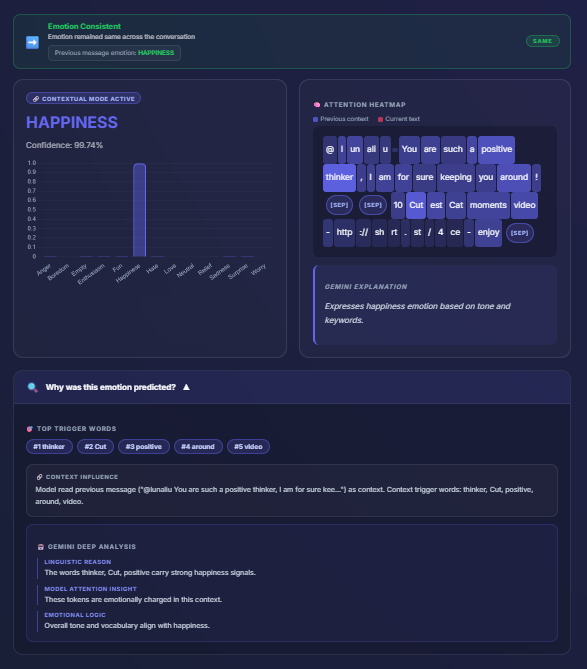 Emotion Consistent
Emotion remained same across the conversation
Previous message emotion: HAPPINESS
SAME
CONTEXTUAL MODE ACTIVE
HAPPINESS
Confidence: 99.74%
1.0
0.9
0.8
0.7
0.6
0.5
0.4
0.3
0.2
0.1
0
Anger
Boredom
Empty
Enthusiasm
Fun
Happiness
Hate
Love
Neutral
Relief
Sadness
Surprise
Worry
ATTENTION HEATMAP
Previous context Current text
@ l un ali u - You are such a positive
thinker , I am for sure keeping you around !
[SEP] [SEP] 10 Cut est Cat moments video
- http :// sh rt . st / 4 ce - enjoy [SEP]
GEMINI EXPLANATION
Expresses happiness emotion based on tone and
keywords.
Why was this emotion predicted? ▲
TOP TRIGGER WORDS
#1 thinker #2 Cut #3 positive #4 around #5 video
CONTEXT INFLUENCE
Model read previous message ("@lunaliu You are such a positive thinker, I am for sure kee...") as context. Context trigger words: thinker, Cut, positive,
around, video.
GEMINI DEEP ANALYSIS
LINGUISTIC REASON
The words thinker, Cut, positive carry strong happiness signals.
MODEL ATTENTION INSIGHT
These tokens are emotionally charged in this context.
EMOTIONAL LOGIC
Overall tone and vocabulary align with happiness.